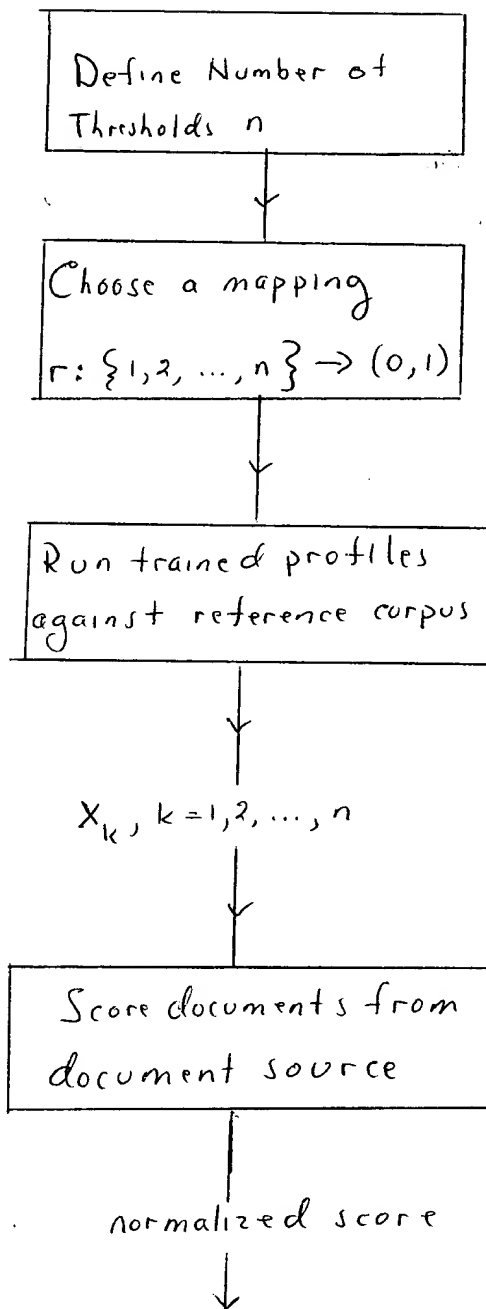 Define Number of
Thresholds n
Choose a mapping
r: {1,2, ..., n} → (0,1)
Run trained profiles
against reference corpus
X_k, k=1,2, ..., n
Score documents from
document source
normalized score